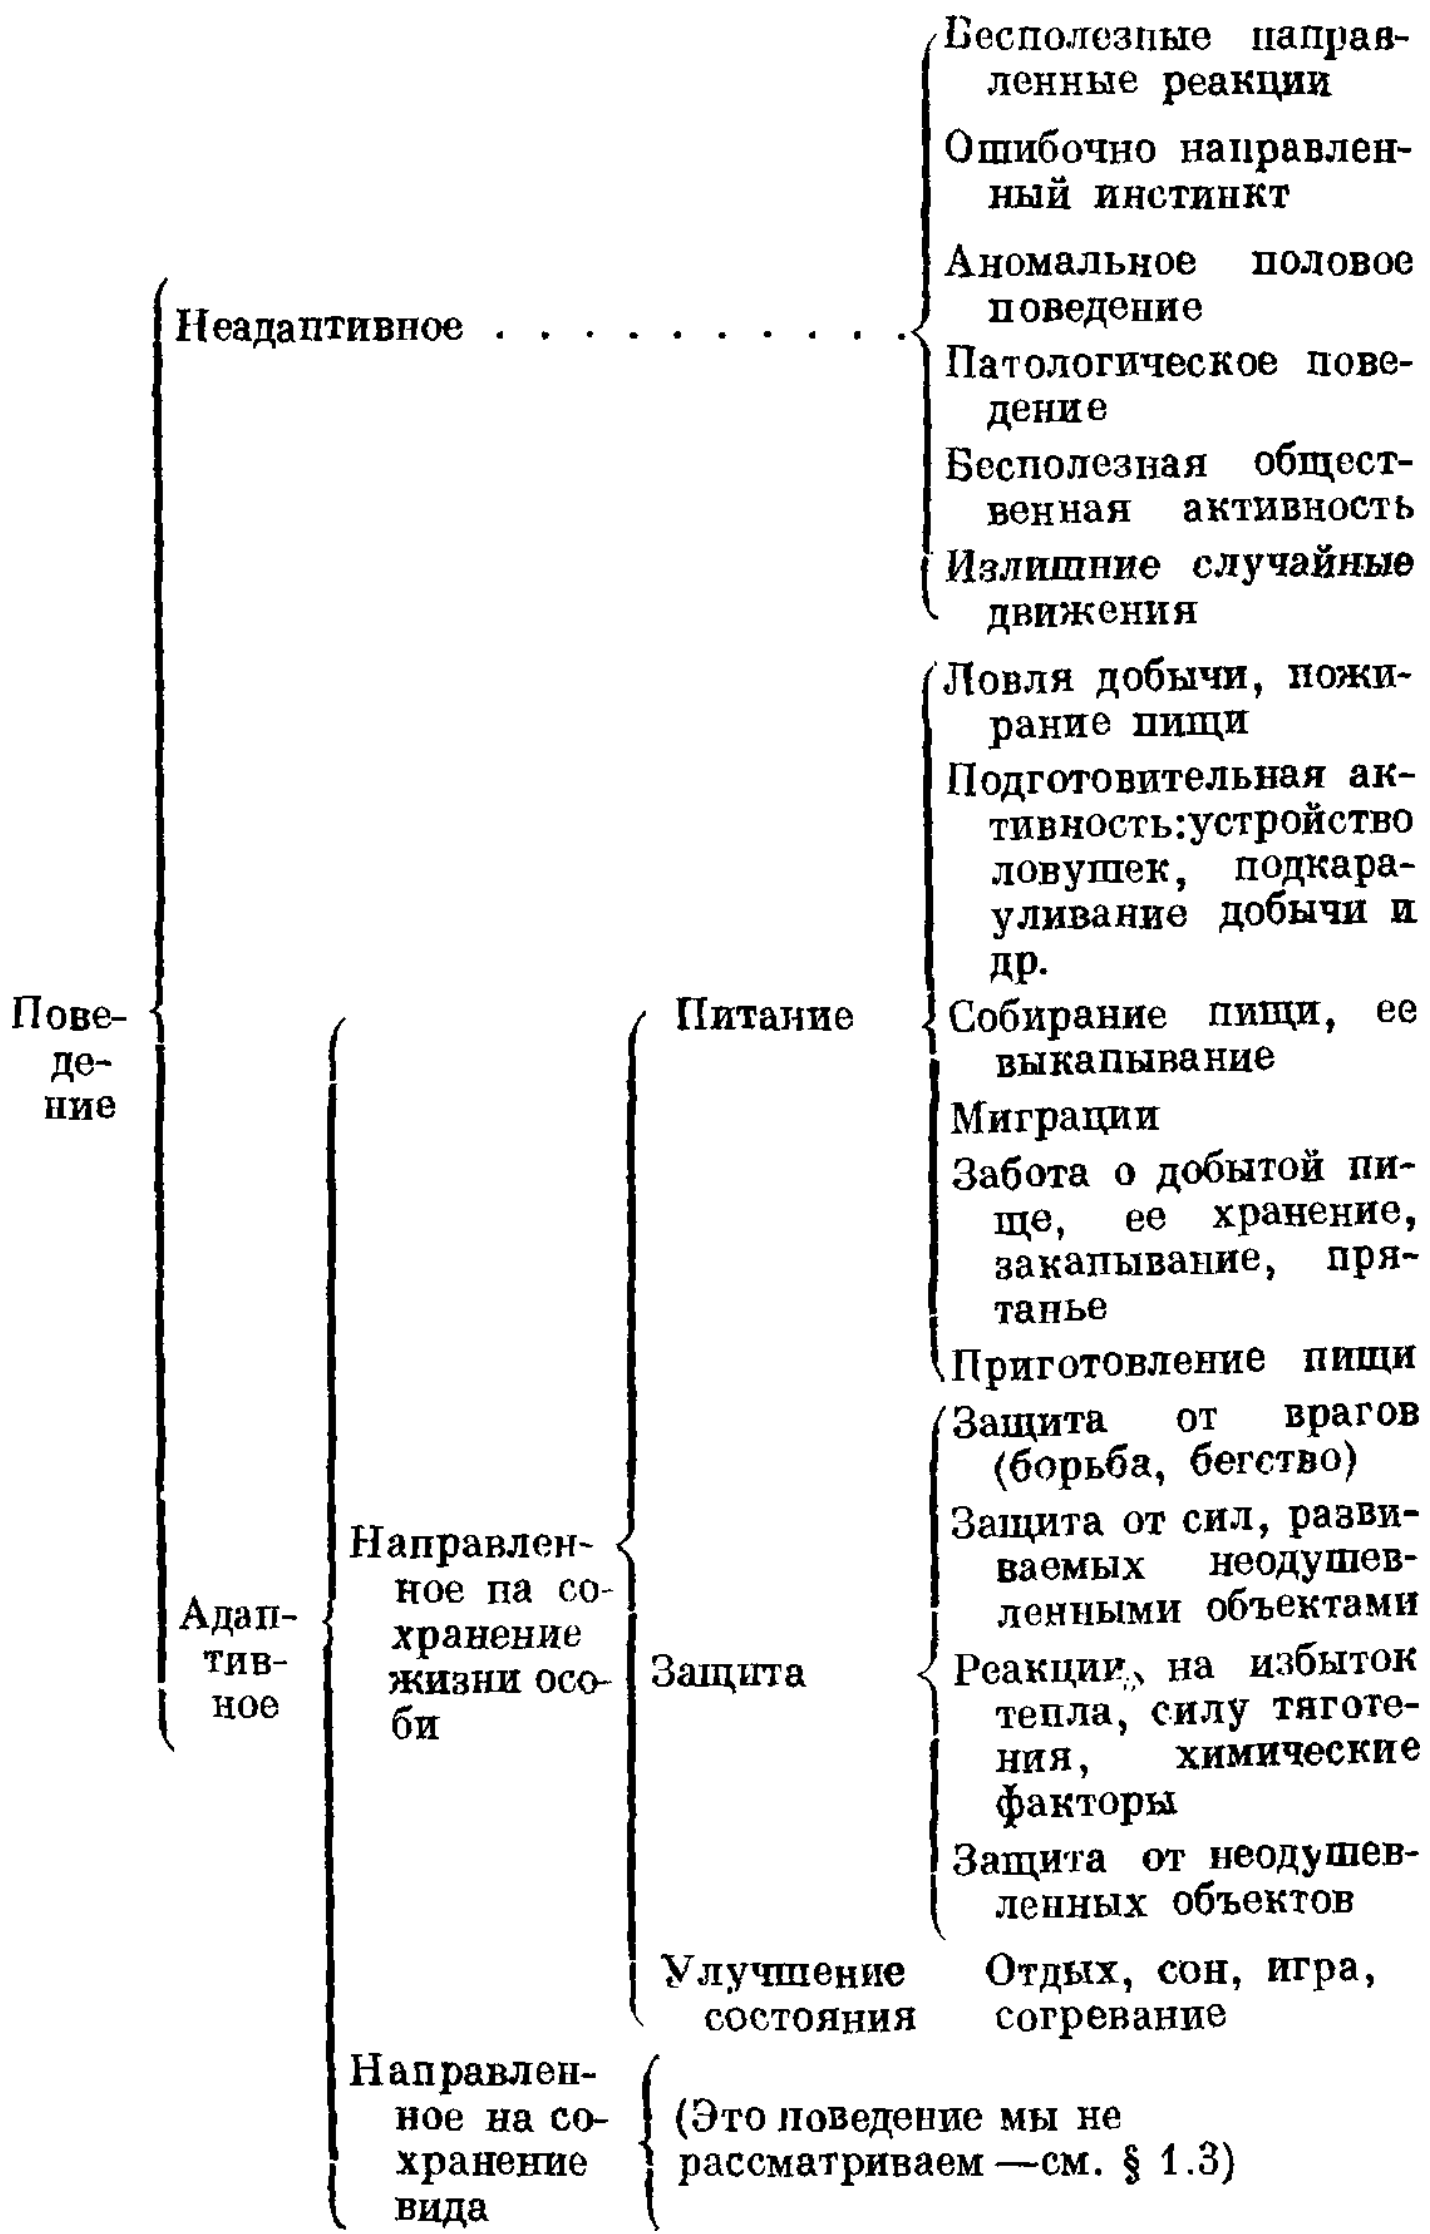 Бесполезные направ-
ленные реакции
Ошибочно направлен-
ный инстинкт
Аномальное половое
поведение
Неадаптивное . . . . . . . . . .
Патологическое пове-
дение
Бесполезная общест-
венная активность
Излишние случайные
движения
Ловля добычи, пожи-
рание пищи
Подготовительная ак-
тивность:устройство
ловушек, подкара-
уливание добычи и
др.
Пове-
де-
ние
Питание
Собирание пищи, ее
выкапывание
Миграции
Забота о добытой пи-
ще, ее хранение,
закапывание, пря-
танье
Приготовление пищи
Адап-
тив-
ное
Направлен-
ное на со-
хранение
жизни осо-
би
Защита
Защита от врагов
(борьба, бегство)
Защита от сил, разви-
ваемых неодушев-
ленными объектами
Реакции, на избыток
тепла, силу тяготе-
ния, химические
факторы
Защита от неодушев-
ленных объектов
Улучшение
состояния
Отдых, сон, игра,
согревание
Направлен-
ное на со-
хранение
вида
(Это поведение мы не
рассматриваем —см. § 1.3)